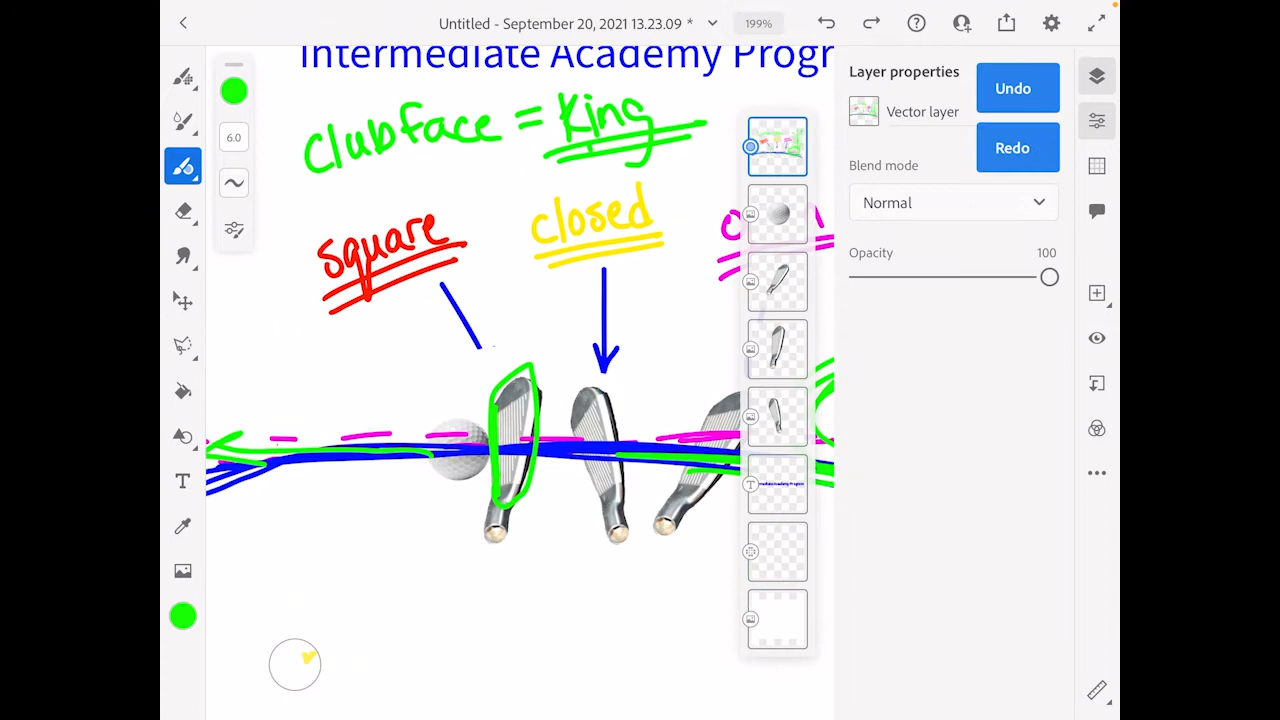 Untitled - September 20, 2021 13.23.09 *
199%
Intermediate Academy Progr
Layer properties
Undo
Vector layer
Redo
6.0
clubface = King
Blend mode
Normal
square
closed
Opacity
100